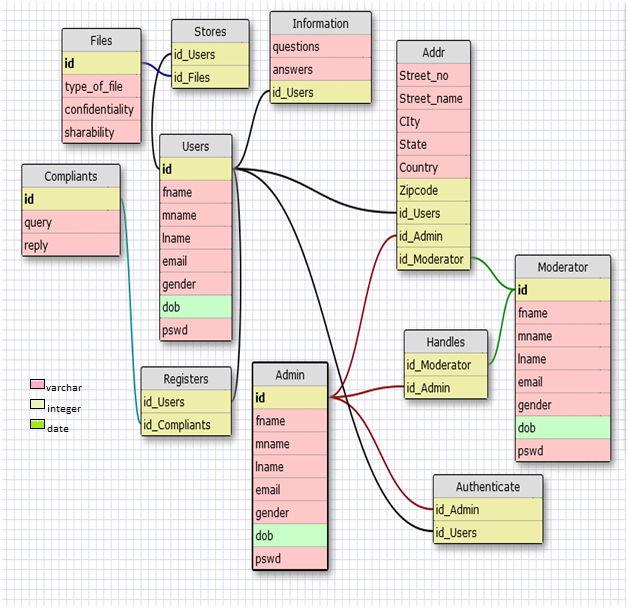 Files
id
type_of_file
confidentiality
sharability
Stores
id_Users
id_Files
Information
questions
answers
id_Users
Addr
Street_no
Street_name
CIty
State
Country
Zipcode
id_Users
id_Admin
id_Moderator
Users
id
fname
mname
lname
email
gender
dob
pswd
Compliants
id
query
reply
Moderator
id
fname
mname
lname
email
gender
dob
pswd
Handles
id_Moderator
id_Admin
Registers
id_Users
id_Compliants
Admin
id
fname
mname
lname
email
gender
dob
pswd
varchar
integer
date
Authenticate
id_Admin
id_Users